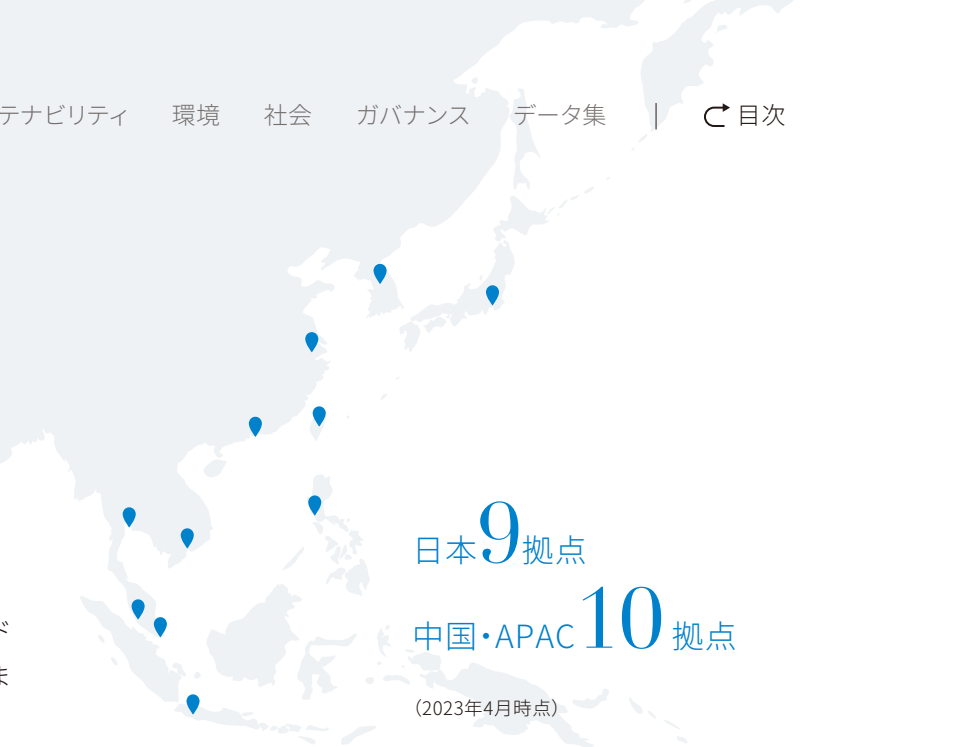 テナビリティ 環境 社会 ガバナンス データ集 | 目次
日本9拠点
中国・APAC 10 拠点
ド
ま
（2023年4月時点）